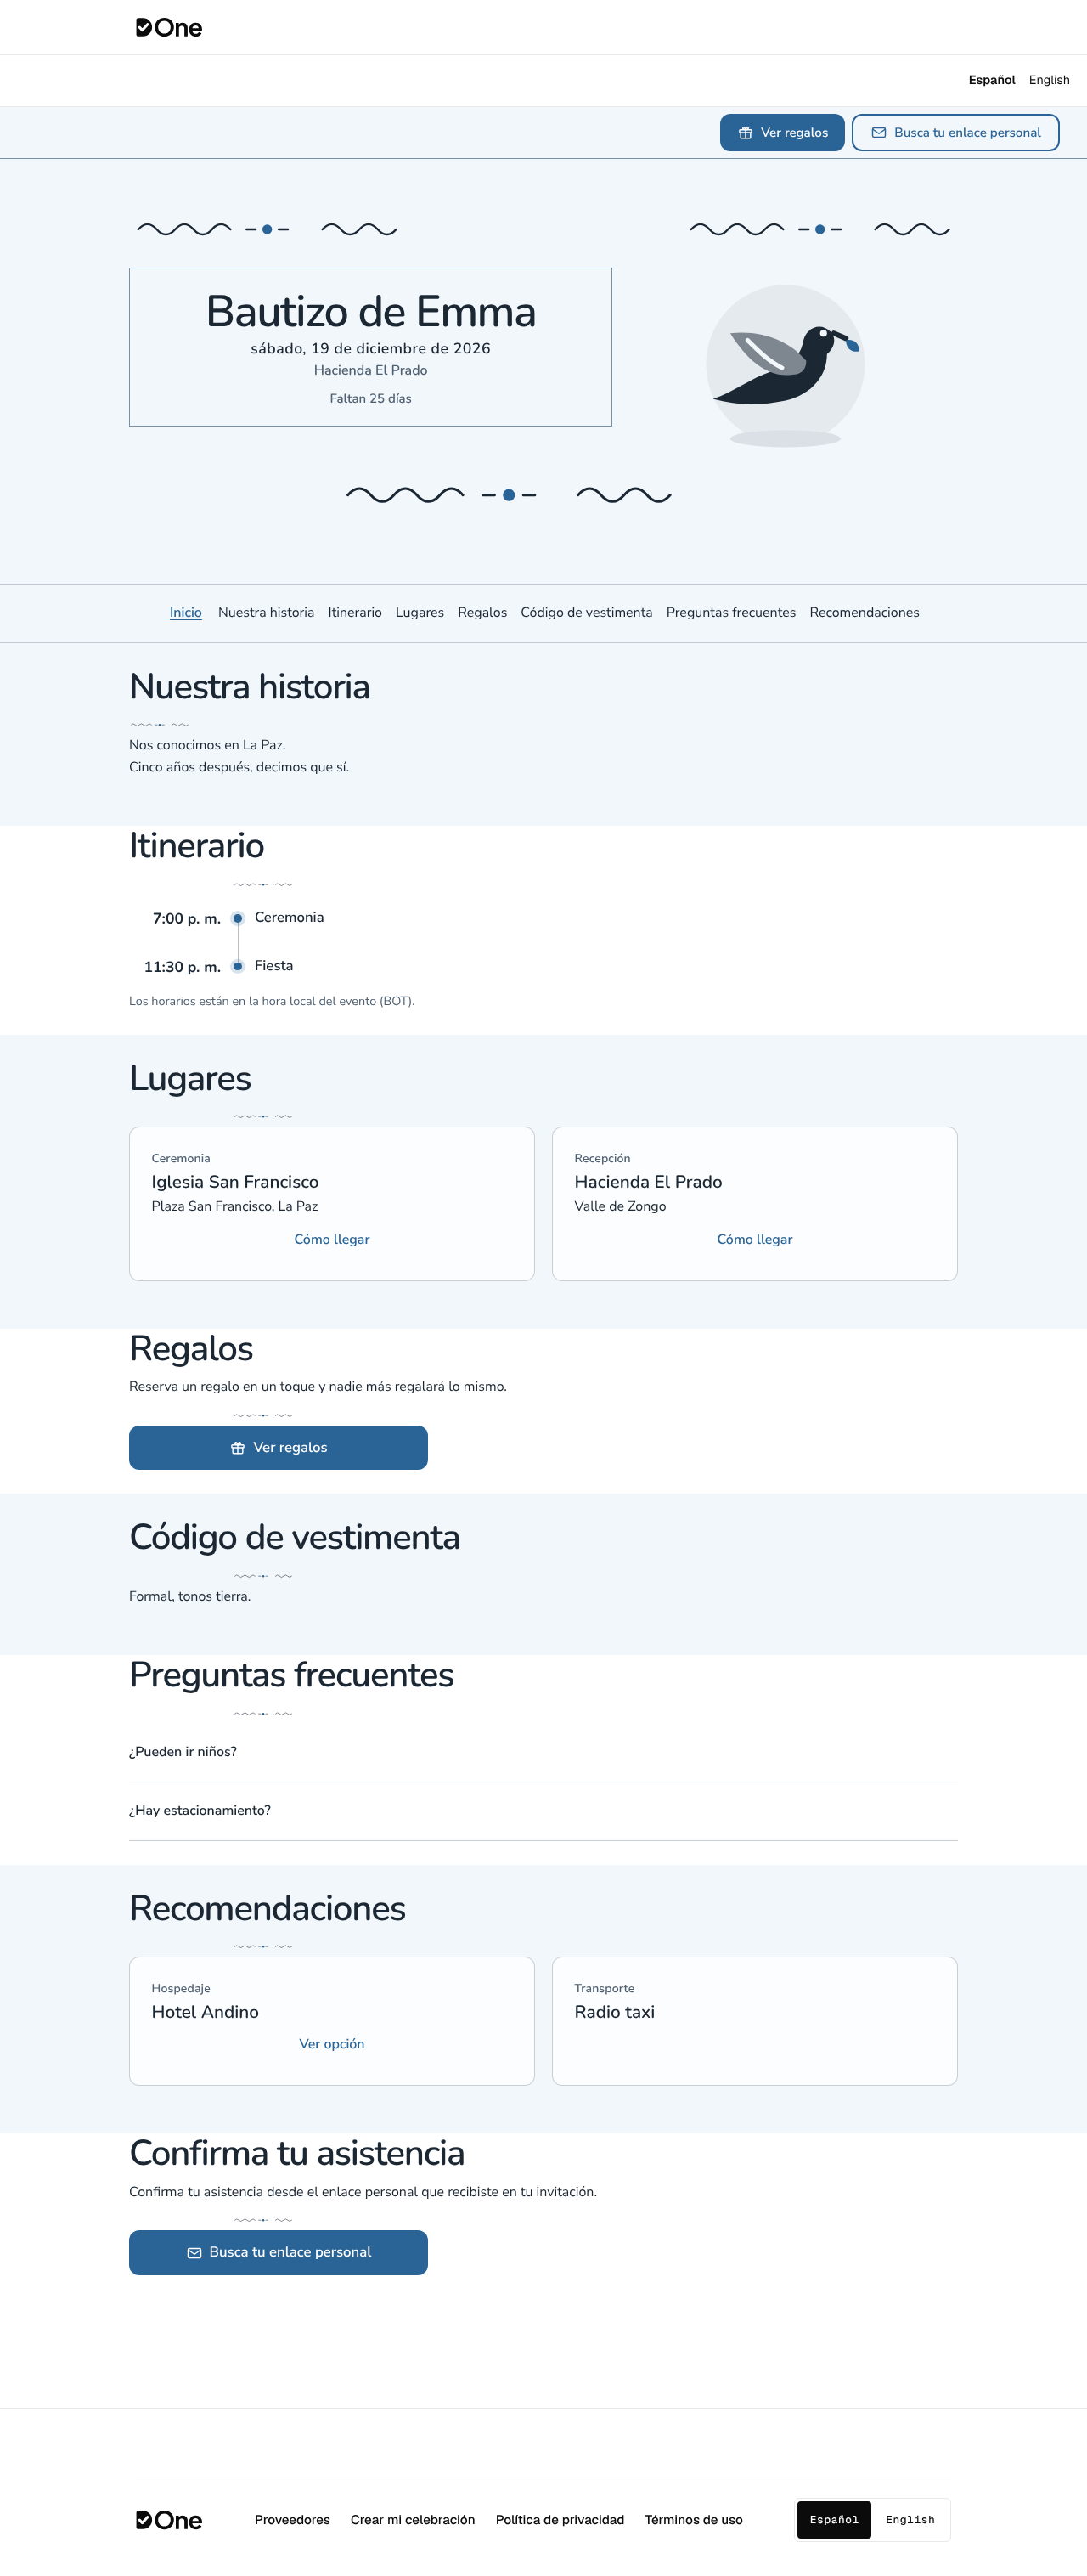 DOne
Español English
Ver regalos Busca tu enlace personal
Bautizo de Emma
sábado, 19 de diciembre de 2026
Hacienda El Prado
Faltan 25 días
Inicio Nuestra historia Itinerario Lugares Regalos Código de vestimenta Preguntas frecuentes Recomendaciones
Nuestra historia
Nos conocimos en La Paz.
Cinco años después, decimos que sí.
Itinerario
7:00 p. m. Ceremonia
11:30 p. m. Fiesta
Los horarios están en la hora local del evento (BOT).
Lugares
Ceremonia
Iglesia San Francisco
Plaza San Francisco, La Paz
Cómo llegar
Recepción
Hacienda El Prado
Valle de Zongo
Cómo llegar
Regalos
Reserva un regalo en un toque y nadie más regalará lo mismo.
Ver regalos
Código de vestimenta
Formal, tonos tierra.
Preguntas frecuentes
¿Pueden ir niños?
¿Hay estacionamiento?
Recomendaciones
Hospedaje
Hotel Andino
Ver opción
Transporte
Radio taxi
Confirma tu asistencia
Confirma tu asistencia desde el enlace personal que recibiste en tu invitación.
Busca tu enlace personal
DOne Proveedores Crear mi celebración Política de privacidad Términos de uso Español English